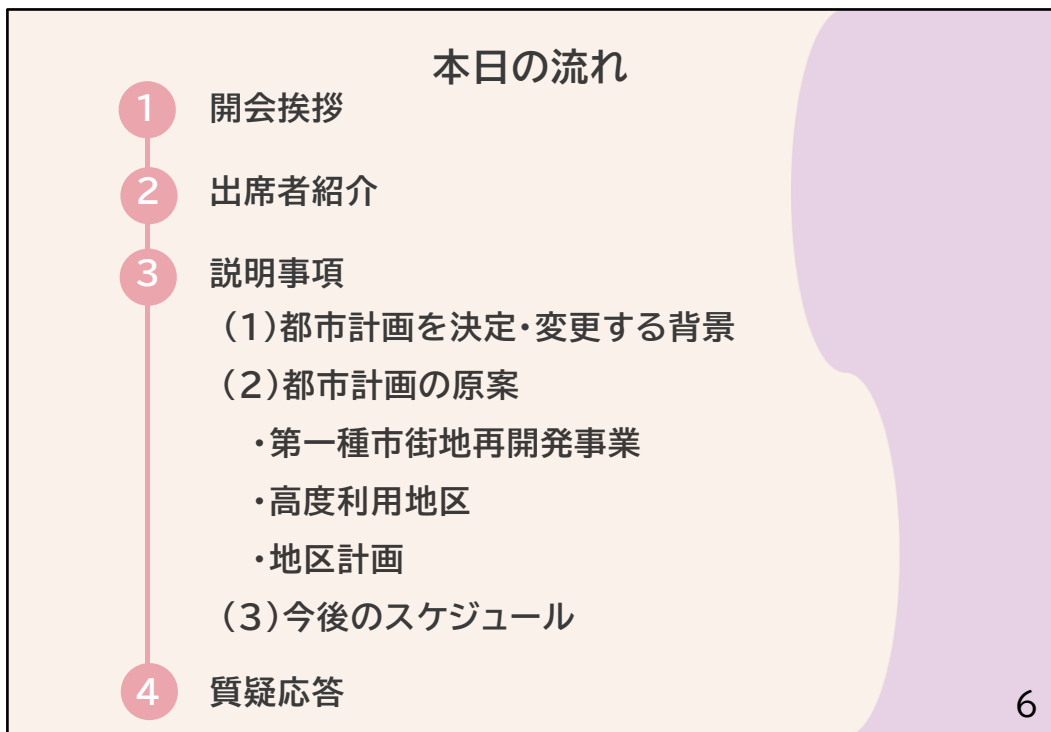 本日の流れ
1 開会挨拶
2 出席者紹介
3 説明事項
(1)都市計画を決定・変更する背景
(2)都市計画の原案
・第一種市街地再開発事業
・高度利用地区
・地区計画
(3)今後のスケジュール
4 質疑応答
6